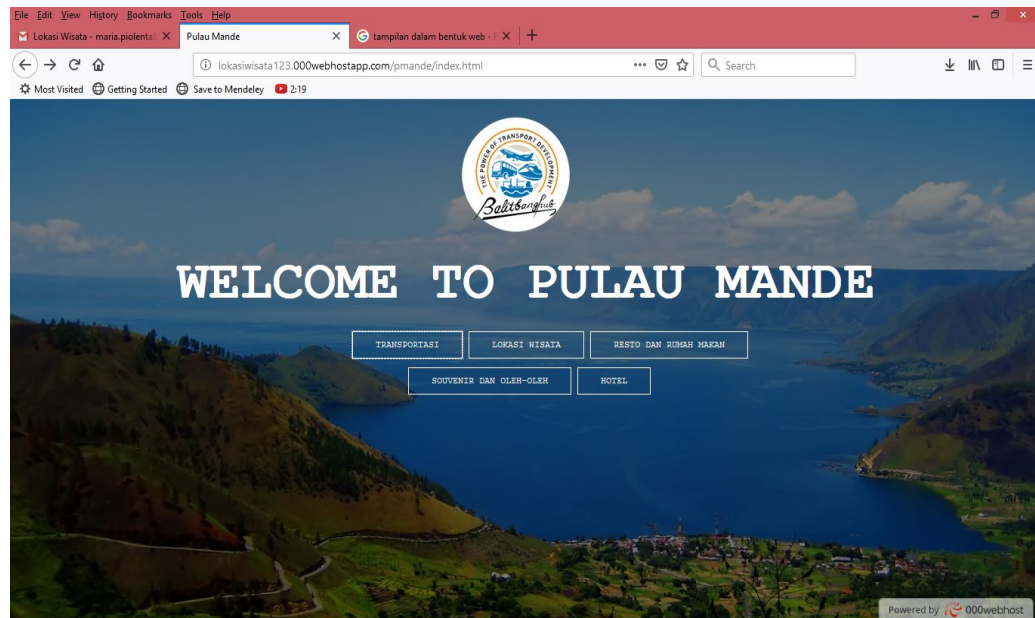 File Edit View History Bookmarks Tools Help
Lokasi Wisata - maria.piolenta
Pulau Mande
tampilan dalam bentuk web -
lokasiwisata123.000webhostapp.com/pmande/index.html
Search
Most Visited Getting Started Save to Mendeley 2:19
THE POWER OF TRANSPORT DEVELOPMENT
Balitbanghub
WELCOME TO PULAU MANDE
TRANSPORTASI LOKASI WISATA RESTO DAN RUMAH MAKAN
SOUVENIR DAN OLEH-OLEH HOTEL
Powered by 000webhost